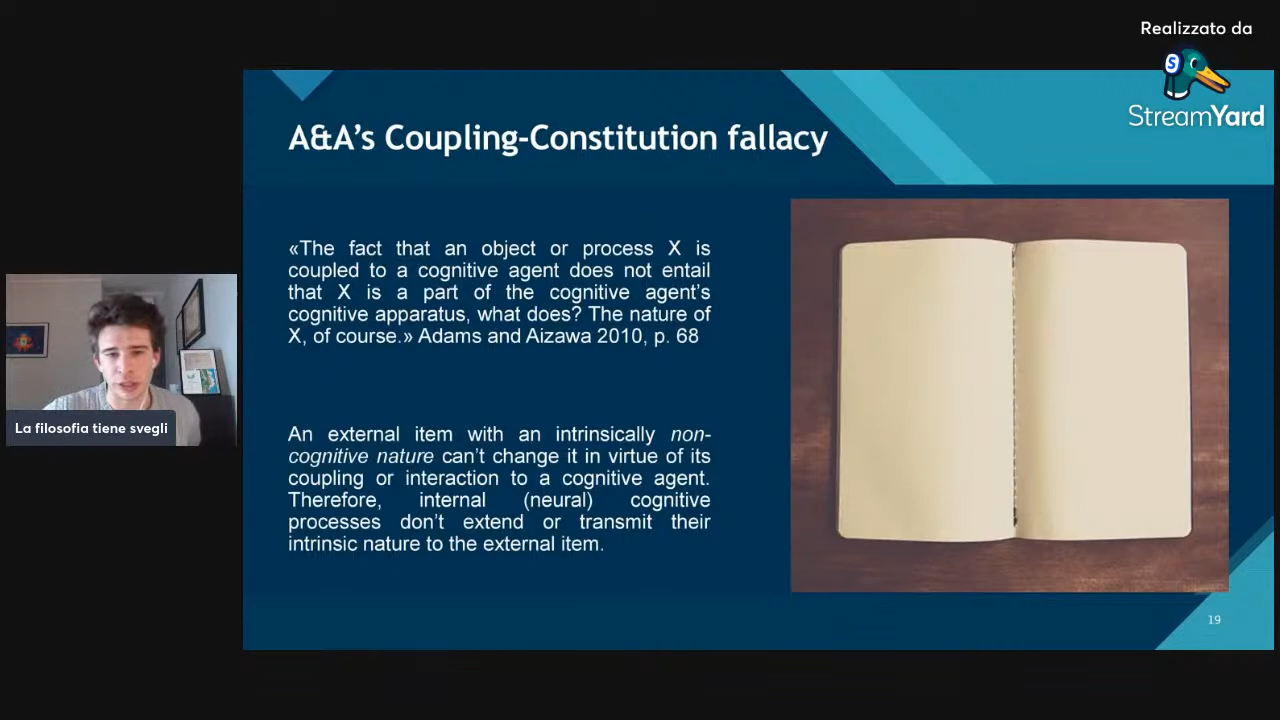 Realizzato da
StreamYard
A&A's Coupling-Constitution fallacy
«The fact that an object or process X is
coupled to a cognitive agent does not entail
that X is a part of the cognitive agent's
cognitive apparatus, what does? The nature of
X, of course.» Adams and Aizawa 2010, p. 68
La filosofia tiene svegli
An external item with an intrinsically non-
cognitive nature can't change it in virtue of its
coupling or interaction to a cognitive agent.
Therefore, internal (neural) cognitive
processes don't extend or transmit their
intrinsic nature to the external item.
19